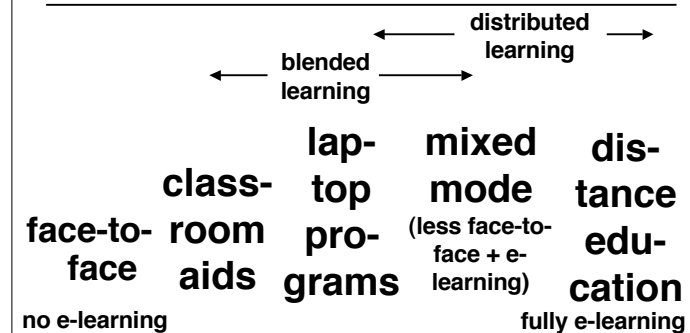 distributed
learning
blended
learning
face-to-
face
class-
room
aids
lap-
top
pro-
grams
mixed
mode
(less face-to-
face + e-
learning)
dis-
tance
edu-
cation
no e-learning
fully e-learning